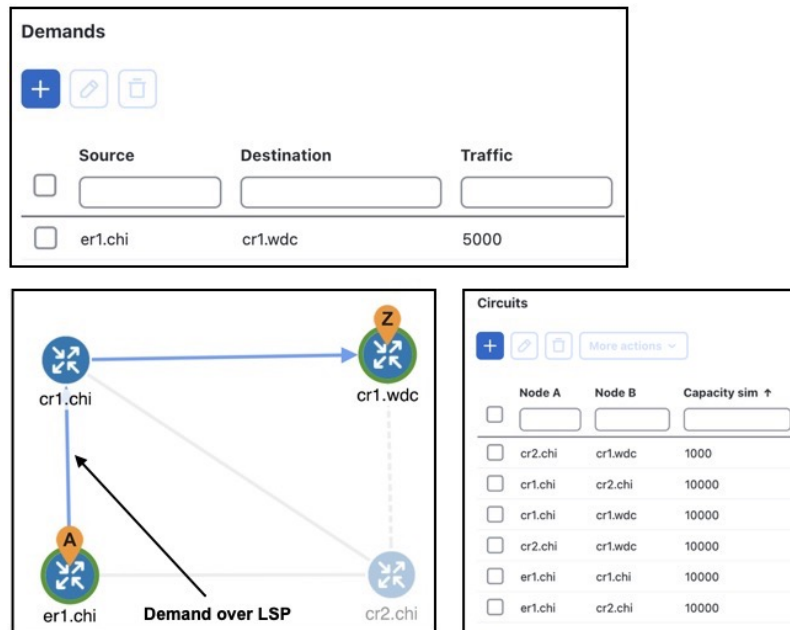 Demands
Source Destination Traffic
er1.chi cr1.wdc 5000
Z
cr1.chi
cr1.wdc
A
er1.chi
Demand over LSP
cr2.chi
Circuits
More actions
Node A Node B Capacity sim ↑
cr2.chi cr1.wdc 1000
cr1.chi cr2.chi 10000
cr1.chi cr1.wdc 10000
cr2.chi cr1.wdc 10000
er1.chi cr1.chi 10000
er1.chi cr2.chi 10000